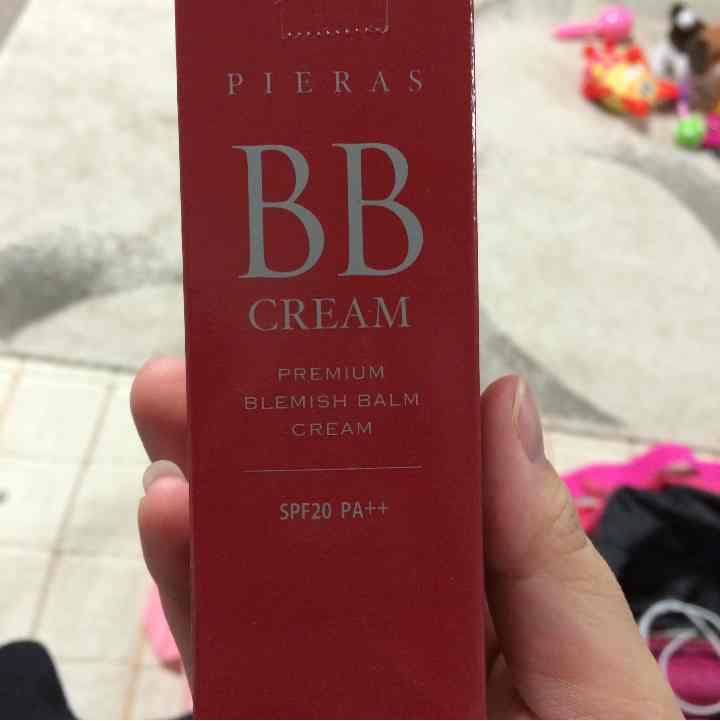 PIERAS
BB
CREAM
PREMIUM
BLEMISH BALM
CREAM
SPF20 PA++